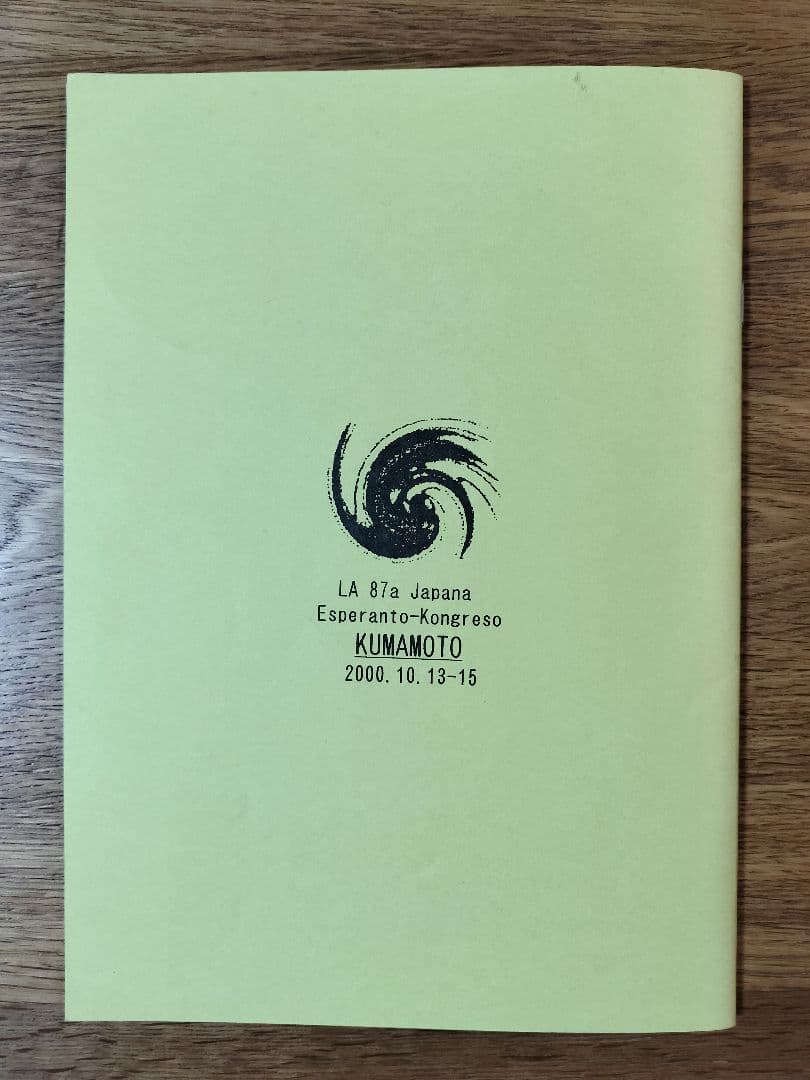 LA 87a Japana
Esperanto-Kongreso
KUMAMOTO
2000.10.13-15